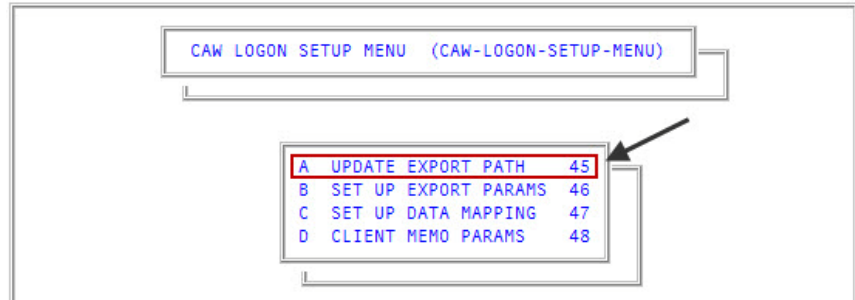 CAW LOGON SETUP MENU (CAW-LOGON-SETUP-MENU)
A UPDATE EXPORT PATH 45
B SET UP EXPORT PARAMS 46
C SET UP DATA MAPPING 47
D CLIENT MEMO PARAMS 48